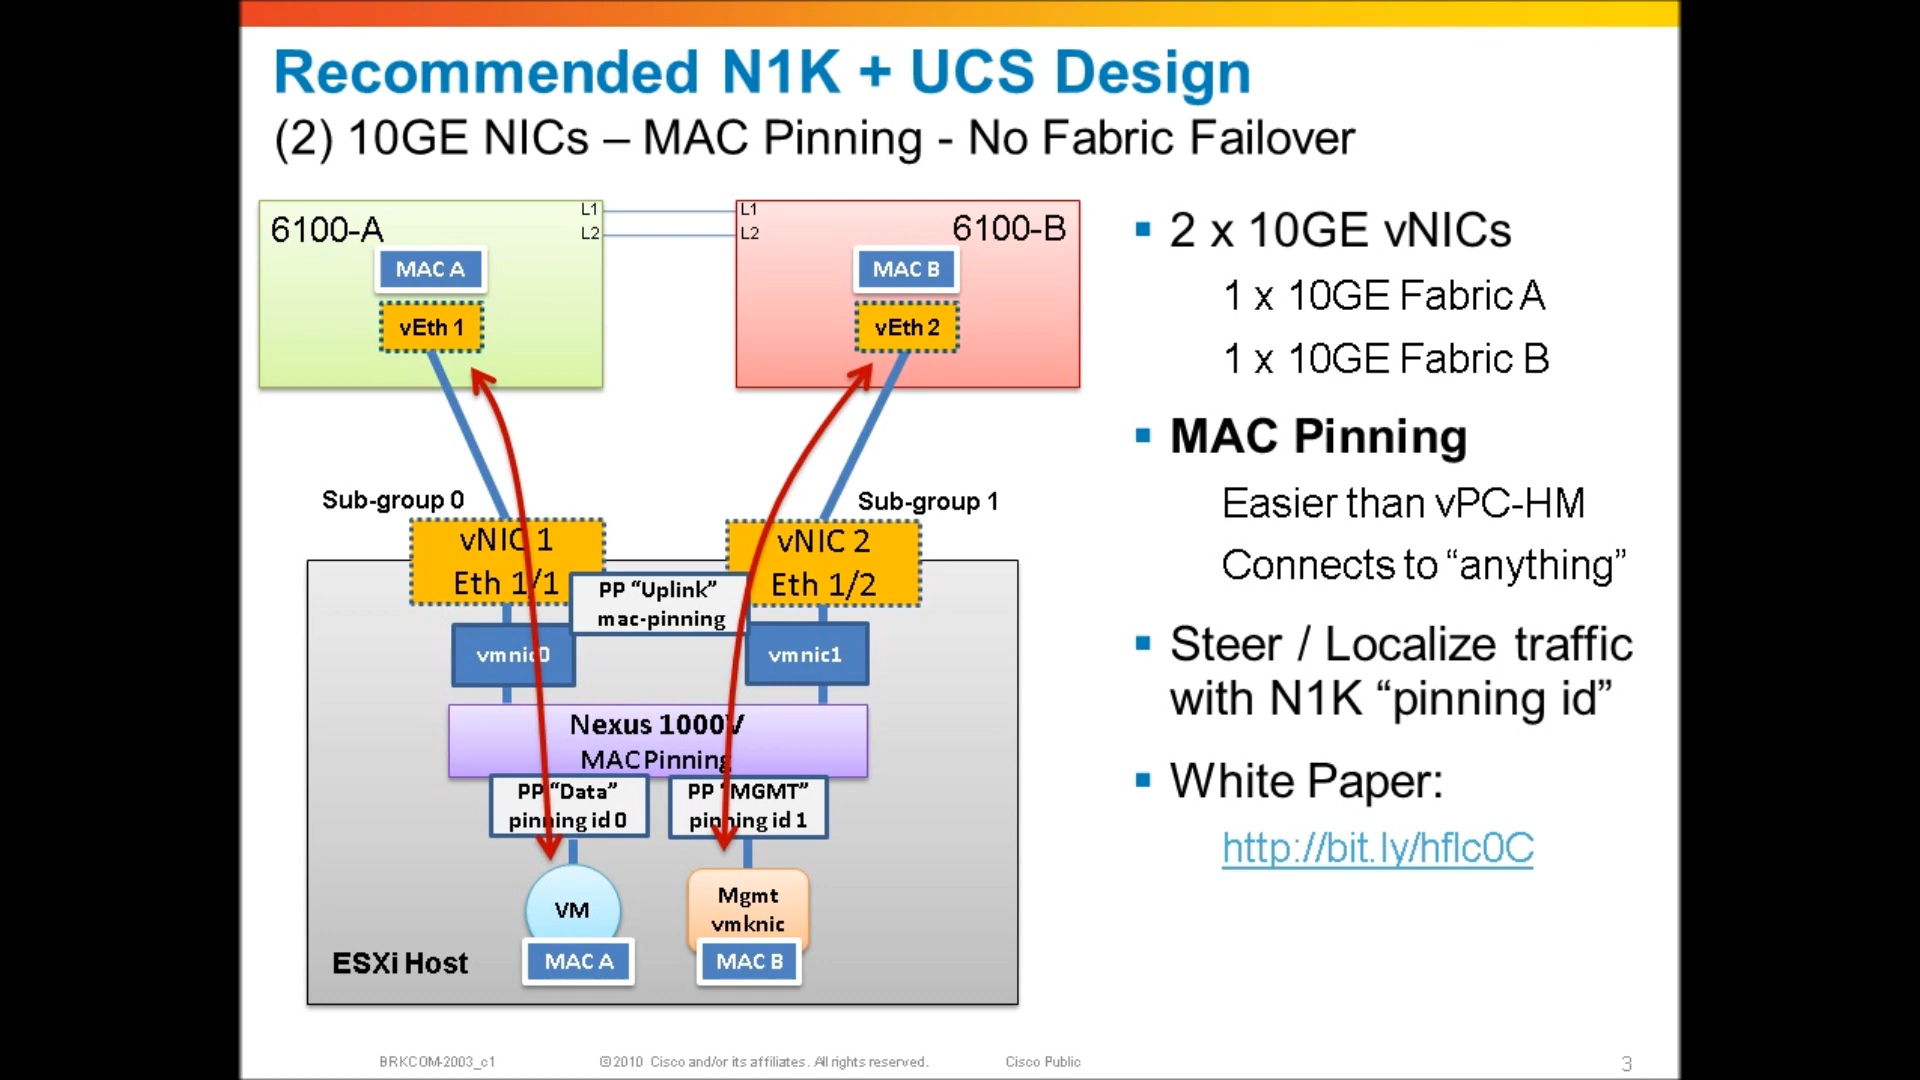 Recommended N1K + UCS Design
(2) 10GE NICs – MAC Pinning - No Fabric Failover
6100-A
L1
L2
MAC A
vEth 1
L1
L2
6100-B
MAC B
vEth 2
Sub-group 0
Sub-group 1
vNIC 1
Eth 1/1
vNIC 2
Eth 1/2
PP “Uplink”
mac-pinning
vmnic0
vmnic1
Nexus 1000V
MAC Pinning
PP “Data”
pinning id 0
PP “MGMT”
pinning id 1
VM
MAC A
Mgmt
vmknic
MAC B
ESXi Host
2 x 10GE vNICs
1 x 10GE Fabric A
1 x 10GE Fabric B
MAC Pinning
Easier than vPC-HM
Connects to “anything”
Steer / Localize traffic
with N1K “pinning id”
White Paper:
http://bit.ly/hflc0C
BRKCOM-2003_c1
©2010 Cisco and/or its affiliates. All rights reserved.
Cisco Public
3